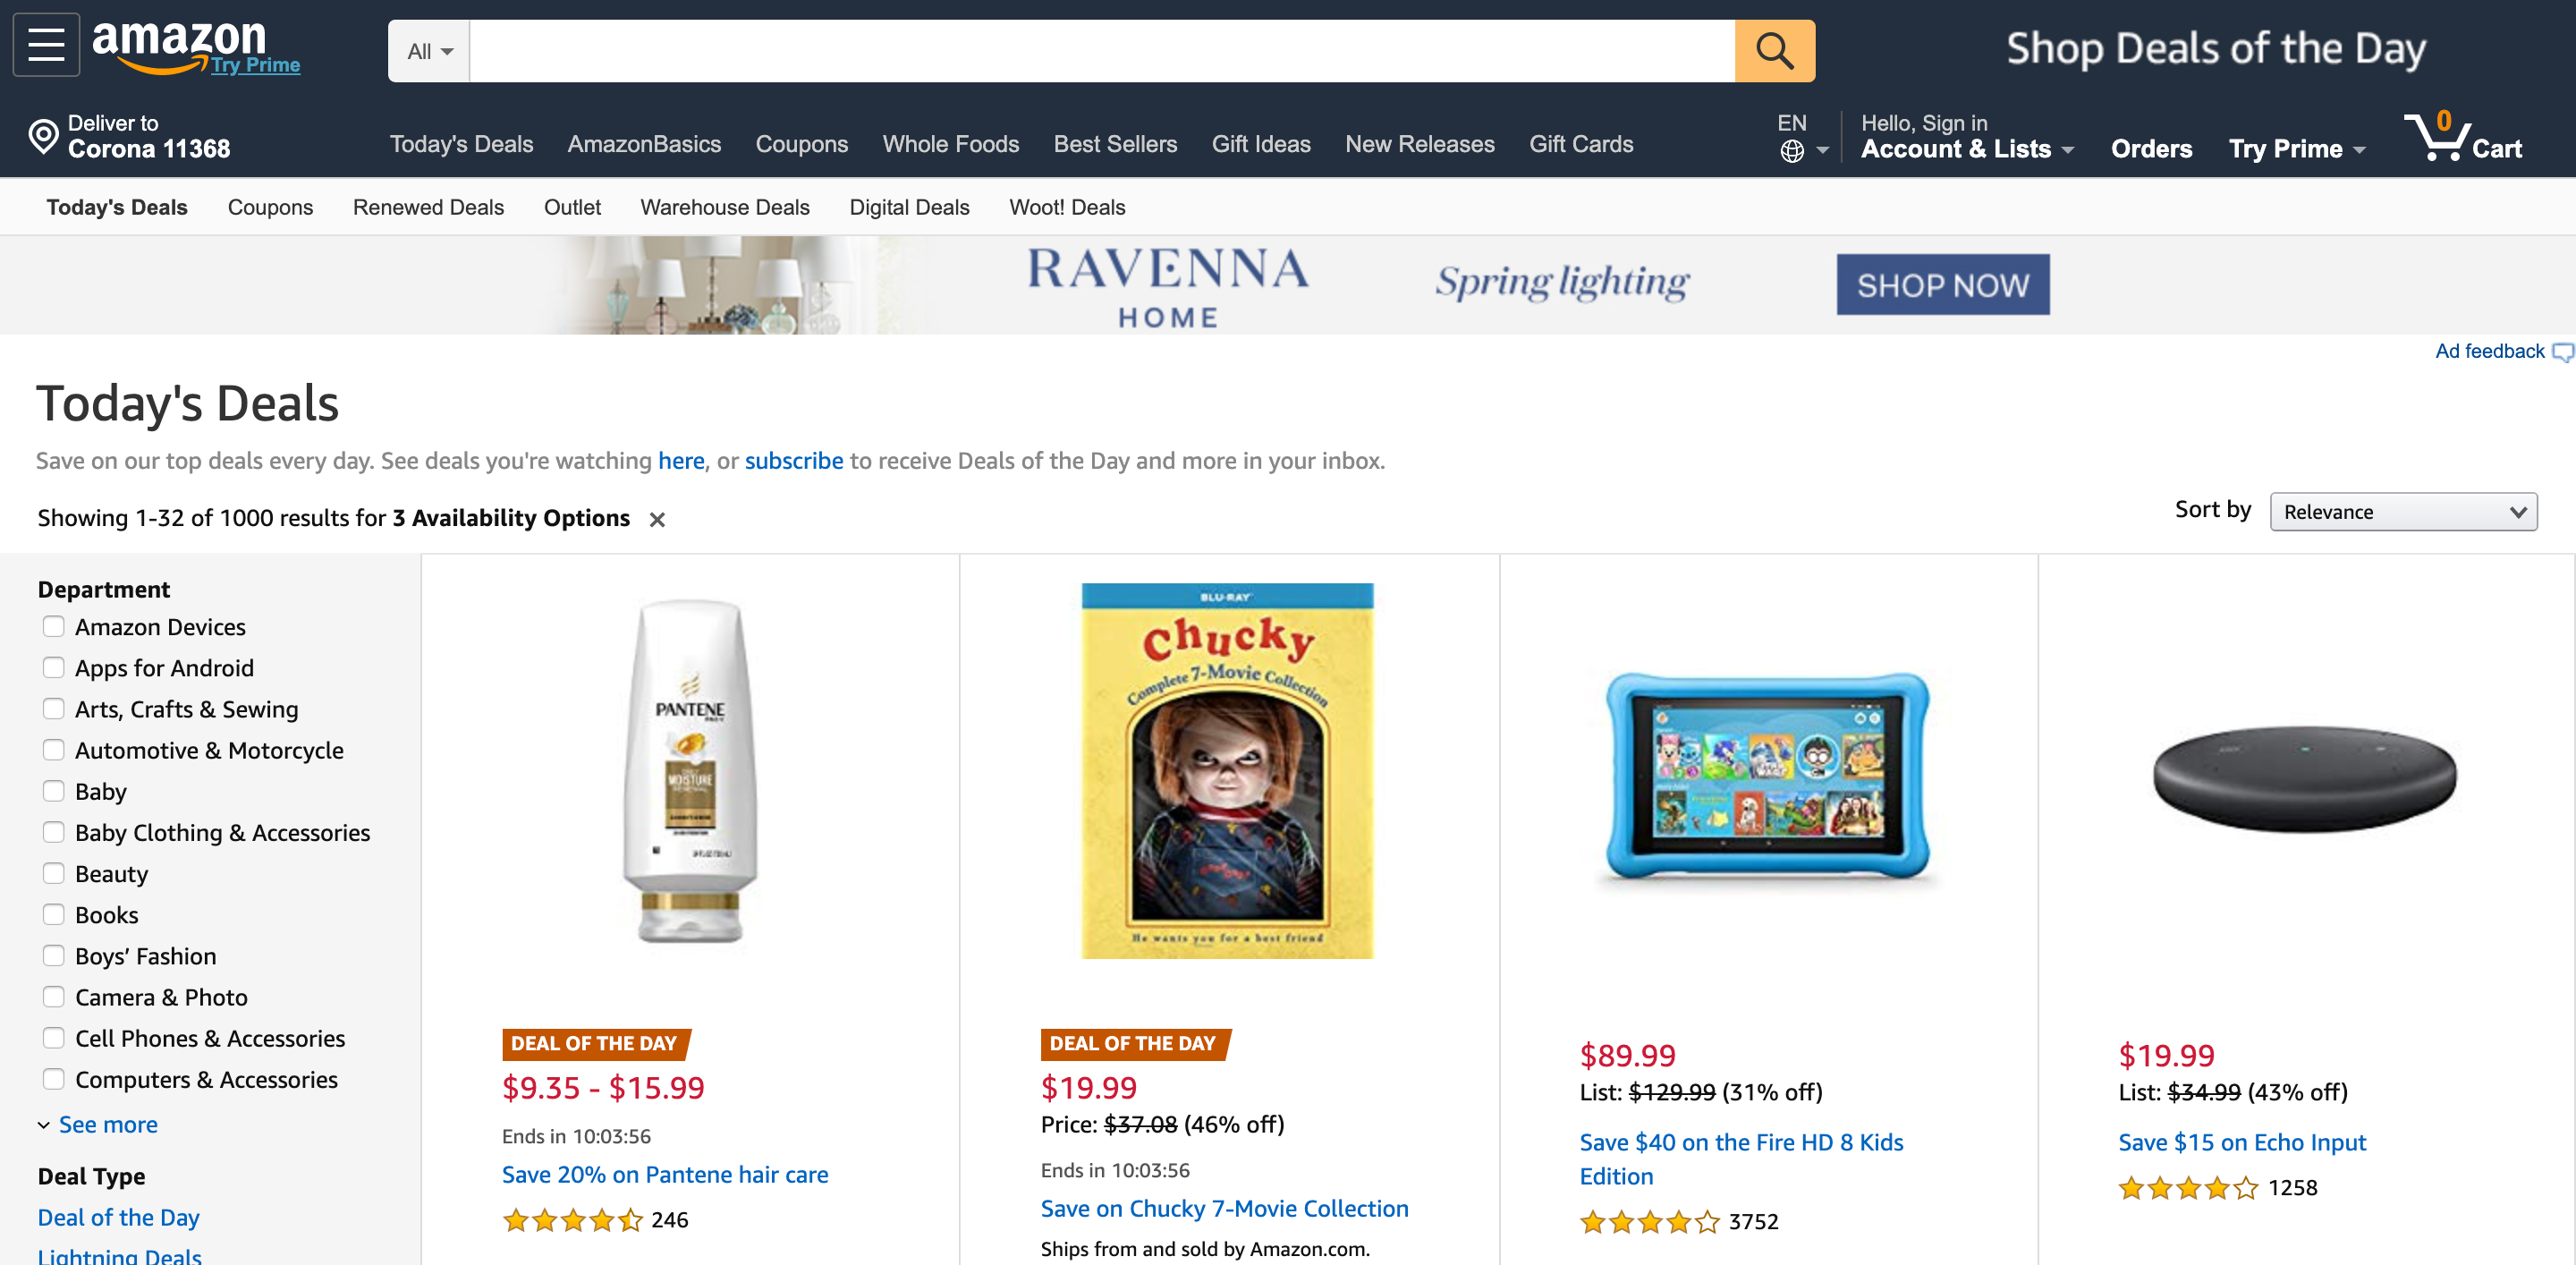 amazon
Try Prime
All
Shop Deals of the Day
Deliver to
Corona 11368
Today's Deals
AmazonBasics
Coupons
Whole Foods
Best Sellers
Gift Ideas
New Releases
Gift Cards
EN
Hello, Sign in
Account & Lists
Orders
Try Prime
0
Cart
Today's Deals
Coupons
Renewed Deals
Outlet
Warehouse Deals
Digital Deals
Woot! Deals
RAVENNA
HOME
Spring lighting
SHOP NOW
Ad feedback
Today's Deals
Save on our top deals every day. See deals you're watching here, or subscribe to receive Deals of the Day and more in your inbox.
Showing 1-32 of 1000 results for 3 Availability Options
Sort by
Relevance
Department
Amazon Devices
Apps for Android
Arts, Crafts & Sewing
Automotive & Motorcycle
Baby
Baby Clothing & Accessories
Beauty
Books
Boys’ Fashion
Camera & Photo
Cell Phones & Accessories
Computers & Accessories
See more
Deal Type
Deal of the Day
Lightning Deals
PANTENE
MOISTURE
DEAL OF THE DAY
$9.35 - $15.99
Ends in 10:03:56
Save 20% on Pantene hair care
246
BLU-RAY
Chucky
Complete 7-Movie Collection
He wants you for a best friend
DEAL OF THE DAY
$19.99
Price: $37.08 (46% off)
Ends in 10:03:56
Save on Chucky 7-Movie Collection
Ships from and sold by Amazon.com.
$89.99
List: $129.99 (31% off)
Save $40 on the Fire HD 8 Kids
Edition
3752
$19.99
List: $34.99 (43% off)
Save $15 on Echo Input
1258